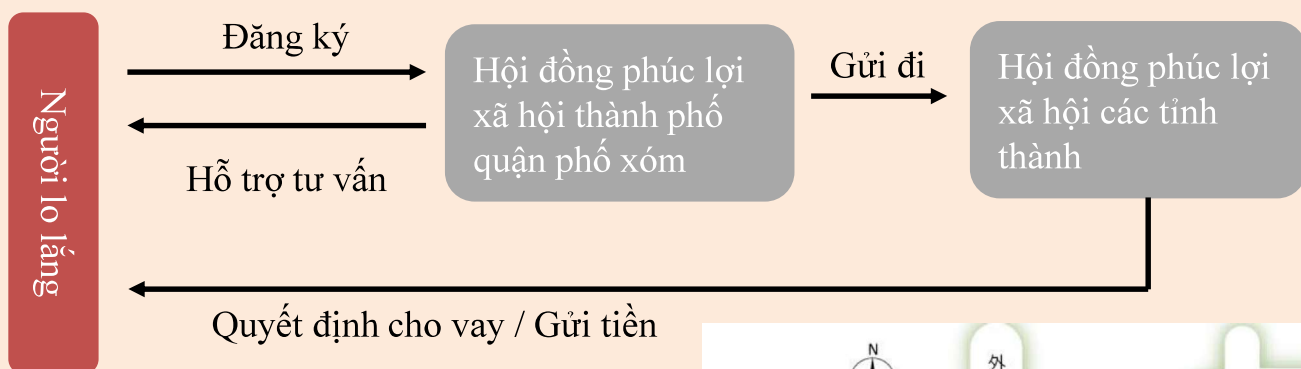 Người lo lắng
Đăng ký
Hỗ trợ tư vấn
Hội đồng phúc lợi
xã hội thành phố
quận phố xóm
Gửi đi
Hội đồng phúc lợi
xã hội các tỉnh
thành
Quyết định cho vay / Gửi tiền
N
外